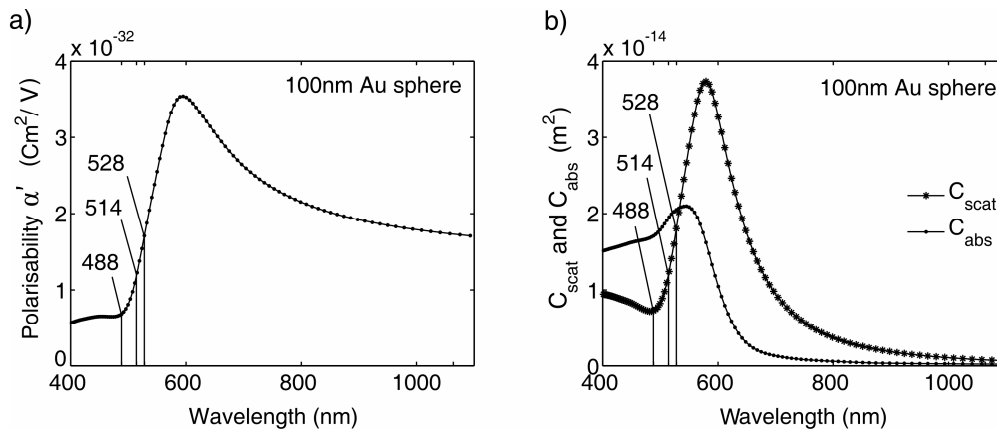 a)
x 10⁻³²
4
3
2
1
0
Polarisability α' (Cm²/ V)
100nm Au sphere
528
514
488
400
600
800
1000
Wavelength (nm)
b)
x 10⁻¹⁴
4
3
2
1
0
C_scat and C_abs (m²)
100nm Au sphere
528
514
488
C_scat
C_abs
400
600
800
1000
Wavelength (nm)